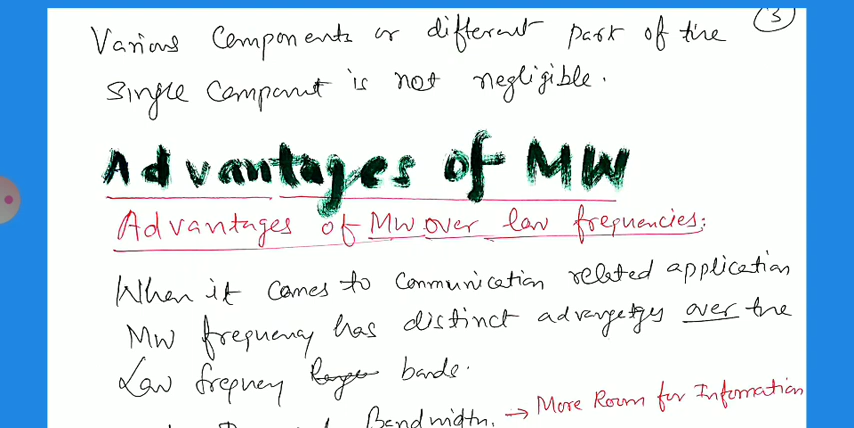 3
Various Components or different part of the
single Component is not negligible.
Advantages of MW
Advantages of MW over low frequencies:
When it comes to communication related application
MW frequency has distinct over the
Low bands.
Bandwidth. → More Room for Information